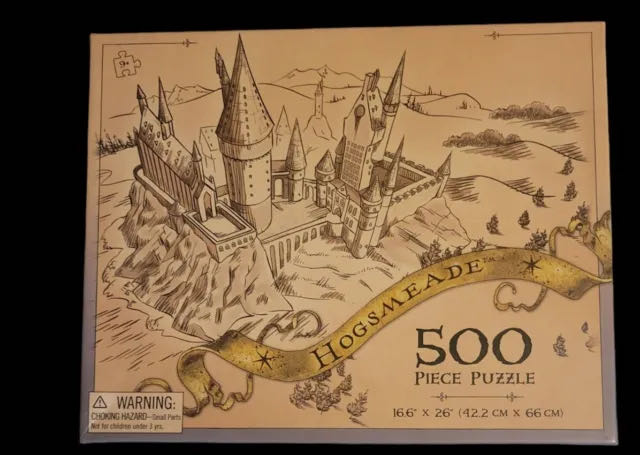 9+
HOGSMEADE™
500
PIECE PUZZLE
16.6" X 26" (42.2 CM X 66 CM)
⚠ WARNING:
CHOKING HAZARD—Small Parts
Not for children under 3 yrs.